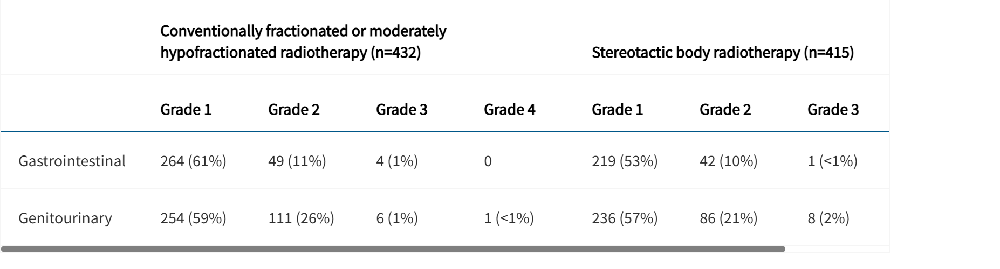 Conventionally fractionated or moderately
hypofractionated radiotherapy (n=432) Stereotactic body radiotherapy (n=415)
Grade 1 Grade 2 Grade 3 Grade 4 Grade 1 Grade 2 Grade 3
Gastrointestinal 264 (61%) 49 (11%) 4 (1%) 0 219 (53%) 42 (10%) 1 (<1%)
Genitourinary 254 (59%) 111 (26%) 6 (1%) 1 (<1%) 236 (57%) 86 (21%) 8 (2%)